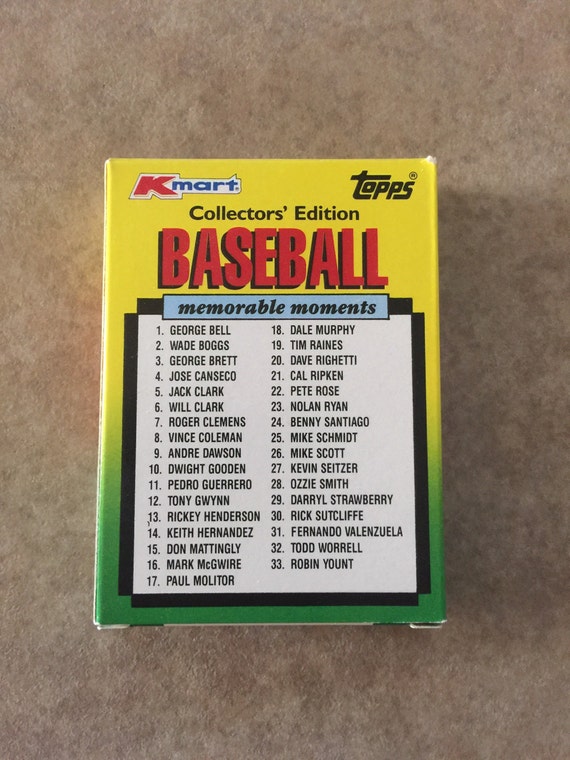 Kmart
Topps®
Collectors' Edition
BASEBALL
memorable moments
1. GEORGE BELL
2. WADE BOGGS
3. GEORGE BRETT
4. JOSE CANSECO
5. JACK CLARK
6. WILL CLARK
7. ROGER CLEMENS
8. VINCE COLEMAN
9. ANDRE DAWSON
10. DWIGHT GOODEN
11. PEDRO GUERRERO
12. TONY GWYNN
13. RICKEY HENDERSON
14. KEITH HERNANDEZ
15. DON MATTINGLY
16. MARK McGWIRE
17. PAUL MOLITOR
18. DALE MURPHY
19. TIM RAINES
20. DAVE RIGHETTI
21. CAL RIPKEN
22. PETE ROSE
23. NOLAN RYAN
24. BENNY SANTIAGO
25. MIKE SCHMIDT
26. MIKE SCOTT
27. KEVIN SEITZER
28. OZZIE SMITH
29. DARRYL STRAWBERRY
30. RICK SUTCLIFFE
31. FERNANDO VALENZUELA
32. TODD WORRELL
33. ROBIN YOUNT